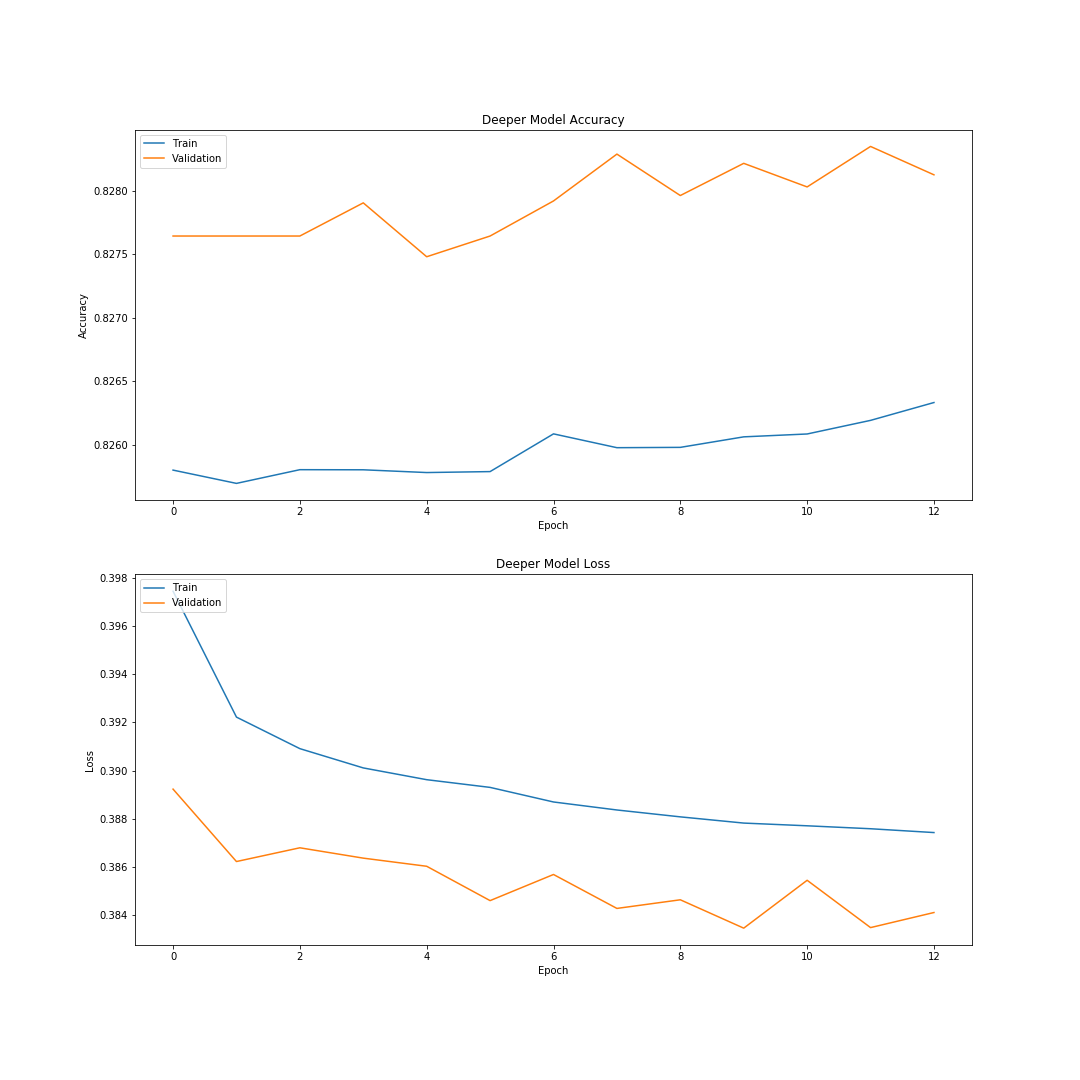 Deeper Model Accuracy
Train
Validation
0.8280
0.8275
0.8270
0.8265
0.8260
Accuracy
0 2 4 6 8 10 12
Epoch
Deeper Model Loss
Train
Validation
0.398
0.396
0.394
0.392
0.390
0.388
0.386
0.384
Loss
0 2 4 6 8 10 12
Epoch